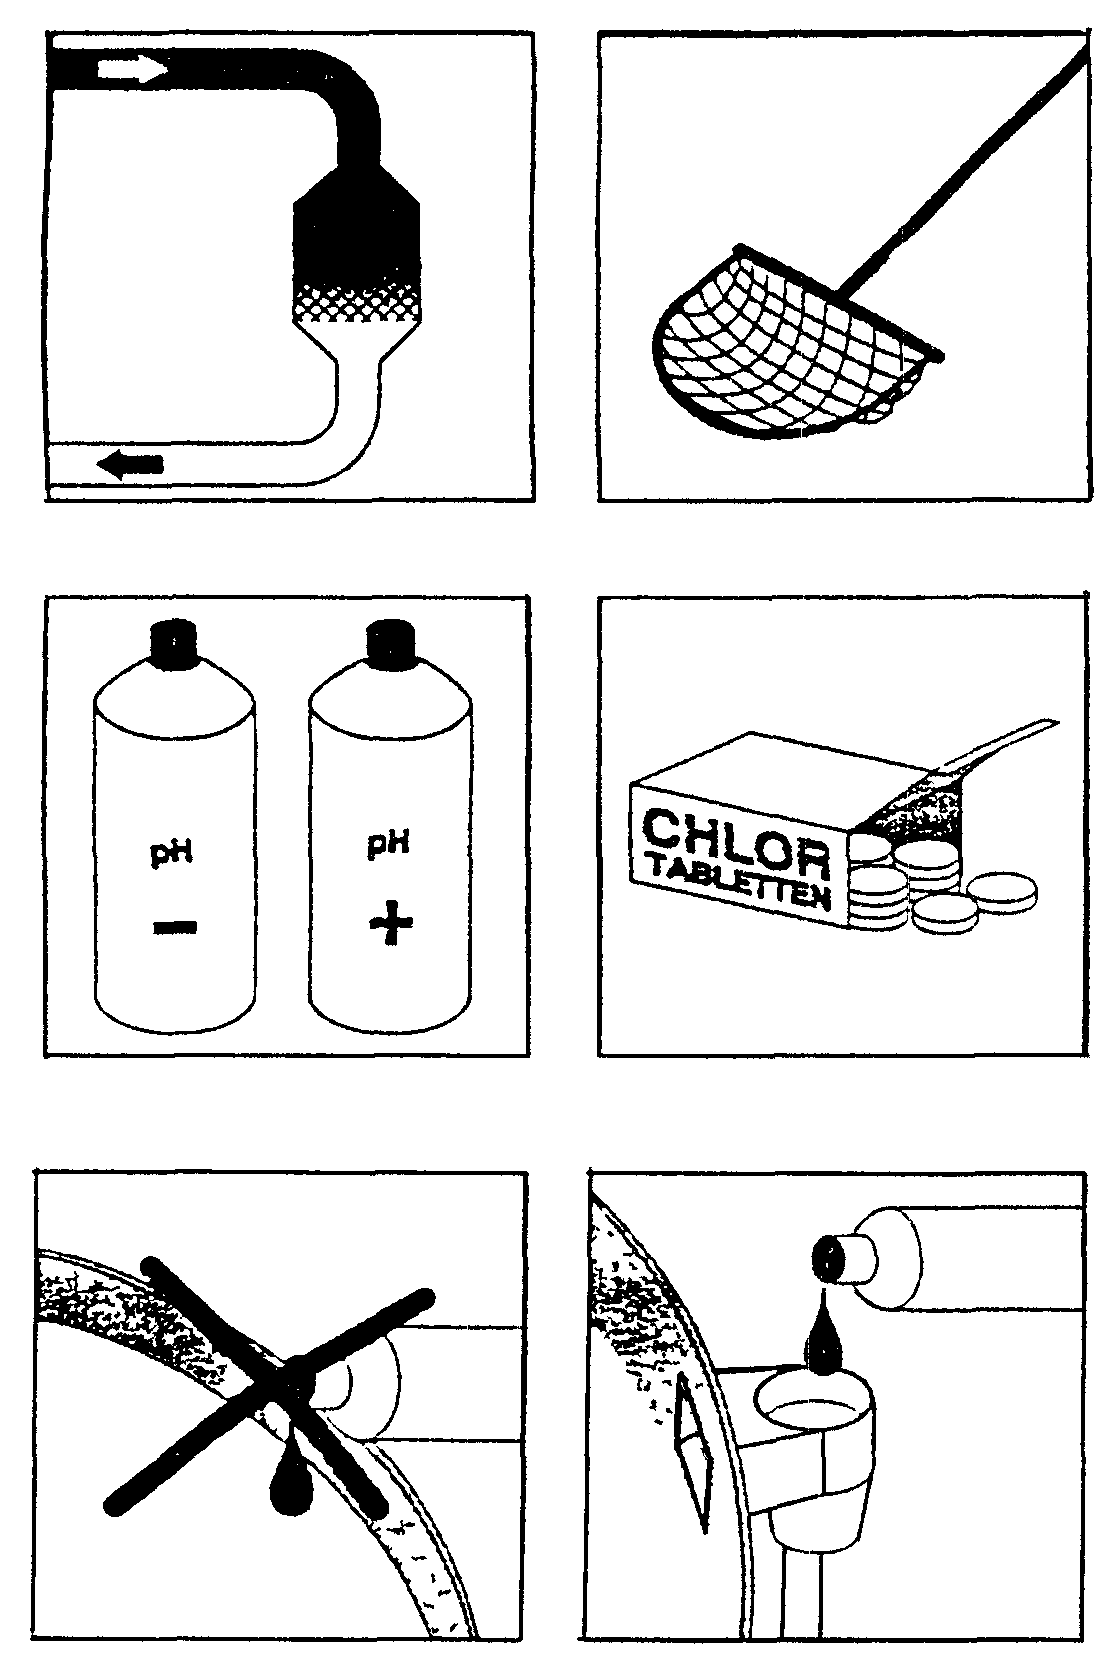 pH
−
pH
+
CHLOR
TABLETTEN